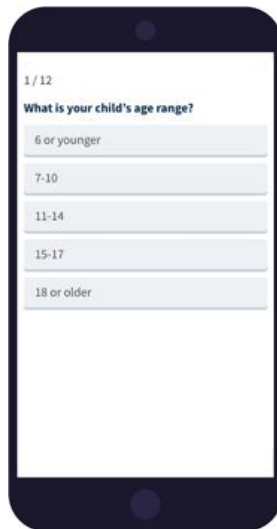 1 / 12
What is your child's age range?
6 or younger
7-10
11-14
15-17
18 or older